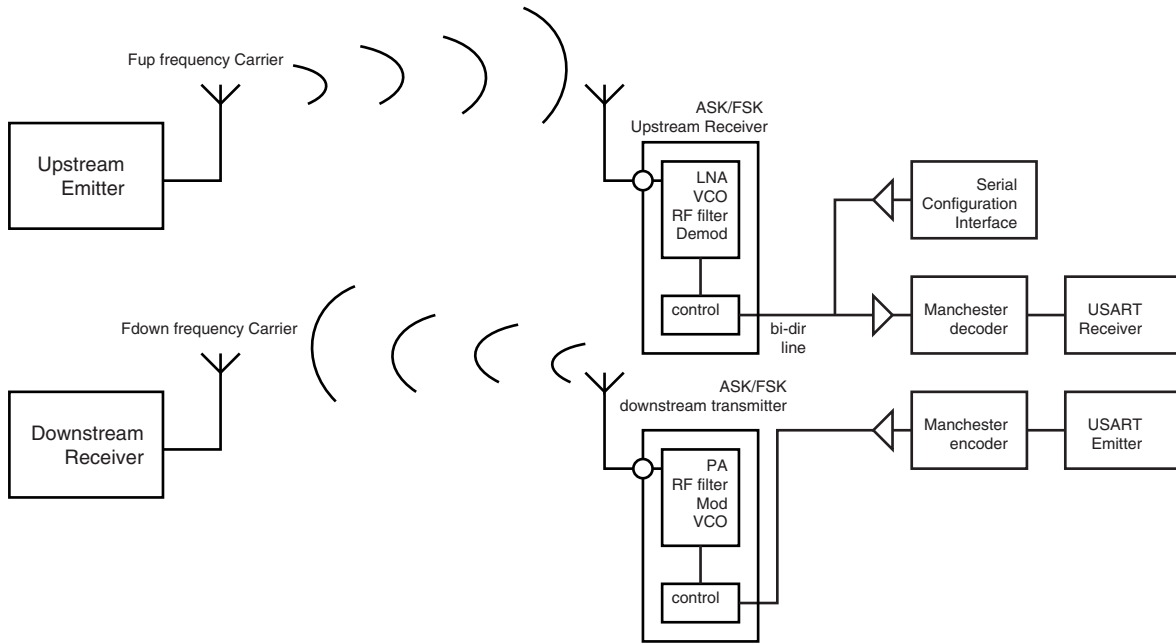 Fup frequency Carrier
Upstream
Emitter
ASK/FSK
Upstream Receiver
LNA
VCO
RF filter
Demod
control
bi-dir
line
Serial
Configuration
Interface
Manchester
decoder
USART
Receiver
Fdown frequency Carrier
Downstream
Receiver
ASK/FSK
downstream transmitter
PA
RF filter
Mod
VCO
control
Manchester
encoder
USART
Emitter